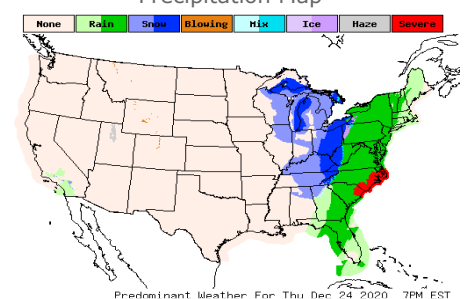 Precipitation Map
None Rain Snow Blowing Mix Ice Haze Severe
Predominant Weather For Thu Dec 24 2020 7PM EST